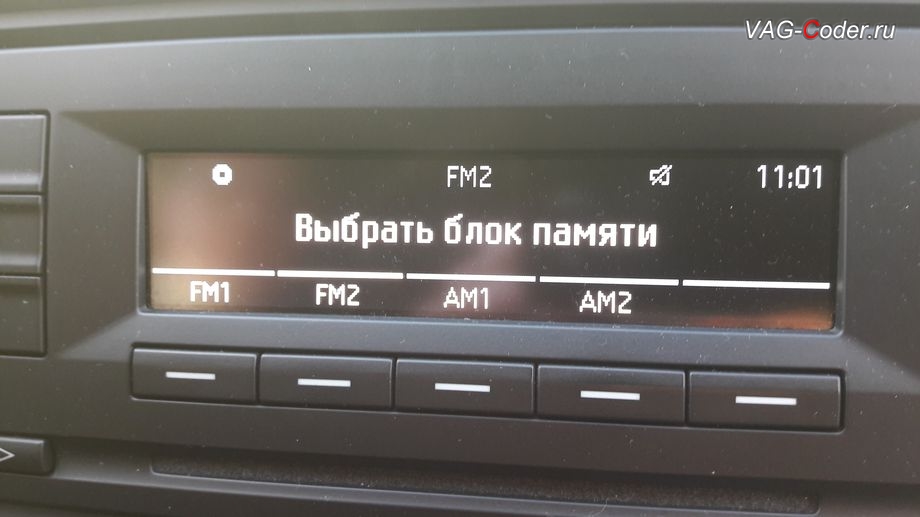 VAG-Coder.ru
FM2 11:01
Выбрать блок памяти
FM1 FM2 AM1 AM2